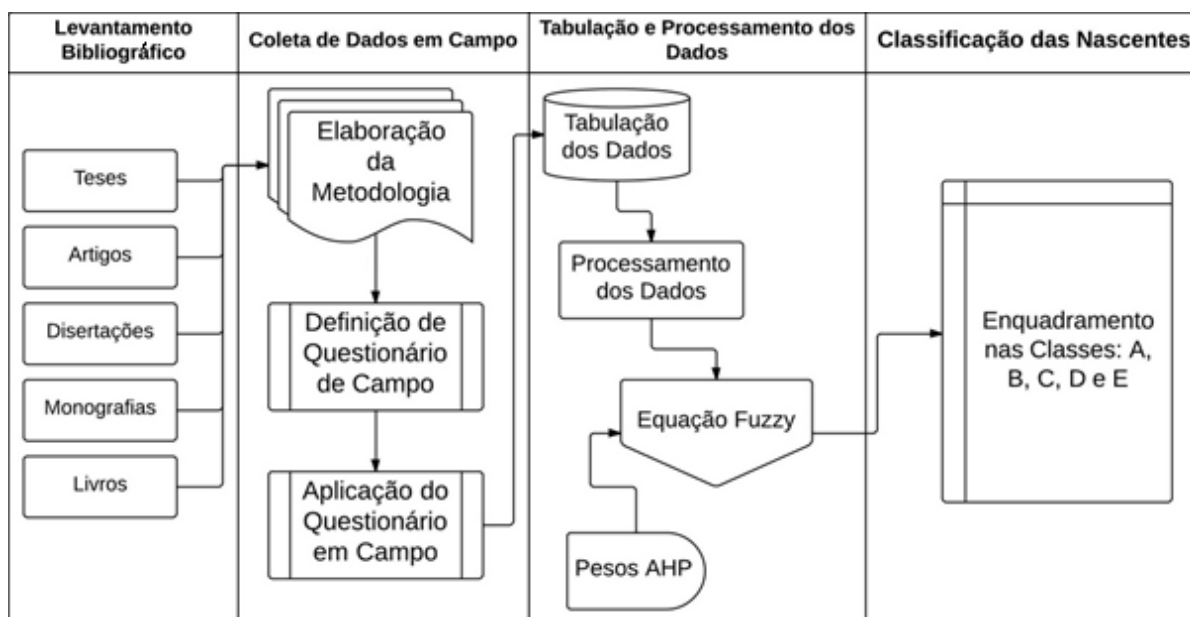 Levantamento
Bibliográfico
Coleta de Dados em Campo
Tabulação e Processamento dos
Dados
Classificação das Nascentes
Teses
Artigos
Disertações
Monografias
Livros
Elaboração
da
Metodologia
Definição de
Questionário
de Campo
Aplicação do
Questionário
em Campo
Tabulação
dos Dados
Processamento
dos Dados
Equação Fuzzy
Pesos AHP
Enquadramento
nas Classes: A,
B, C, D e E